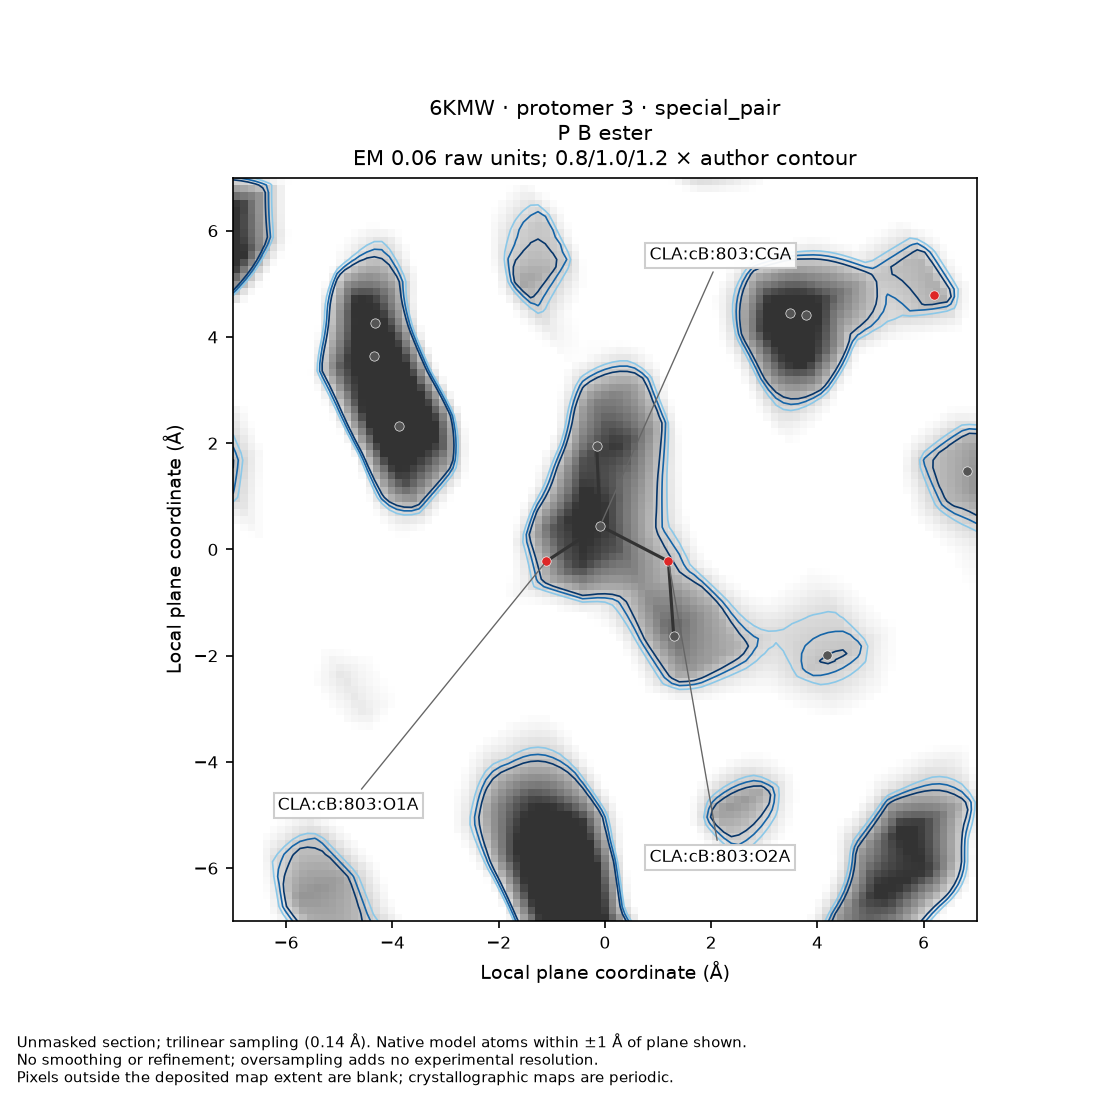 6KMW · protomer 3 · special_pair
P B ester
EM 0.06 raw units; 0.8/1.0/1.2 × author contour
CLA:cB:803:CGA
6
4
2
0
−2
−4
−6
Local plane coordinate (Å)
CLA:cB:803:O1A
CLA:cB:803:O2A
−6
−4
−2
0
2
4
6
Local plane coordinate (Å)
Unmasked section; trilinear sampling (0.14 Å). Native model atoms within ±1 Å of plane shown.
No smoothing or refinement; oversampling adds no experimental resolution.
Pixels outside the deposited map extent are blank; crystallographic maps are periodic.